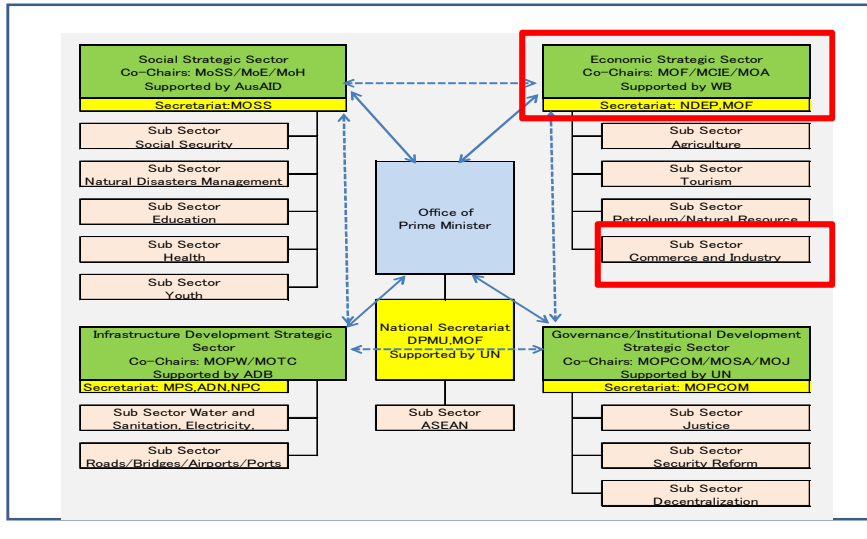 Social Strategic Sector
Co-Chairs: MoSS/MoE/MoH
Supported by AusAID
Secretariat:MOSS
Sub Sector
Social Security
Sub Sector
Natural Disasters Management
Sub Sector
Education
Sub Sector
Health
Sub Sector
Youth
Economic Strategic Sector
Co-Chairs: MOF/MCIE/MOA
Supported by WB
Secretariat: NDEP,MOF
Sub Sector
Agriculture
Sub Sector
Tourism
Sub Sector
Petroleum/Natural Resource
Sub Sector
Commerce and Industry
Office of
Prime Minister
National Secretariat
DPMU,MOF
Supported by UN
Sub Sector
ASEAN
Infrastructure Development Strategic
Sector
Co-Chairs: MOPW/MOTC
Supported by ADB
Secretariat: MPS,ADN,NPC
Sub Sector Water and
Sanitation, Electricity,
Sub Sector
Roads/Bridges/Airports/Ports
Governance/Institutional Development
Strategic Sector
Co-Chairs: MOPCOM/MOSA/MOJ
Supported by UN
Secretariat: MOPCOM
Sub Sector
Justice
Sub Sector
Security Reform
Sub Sector
Decentralization